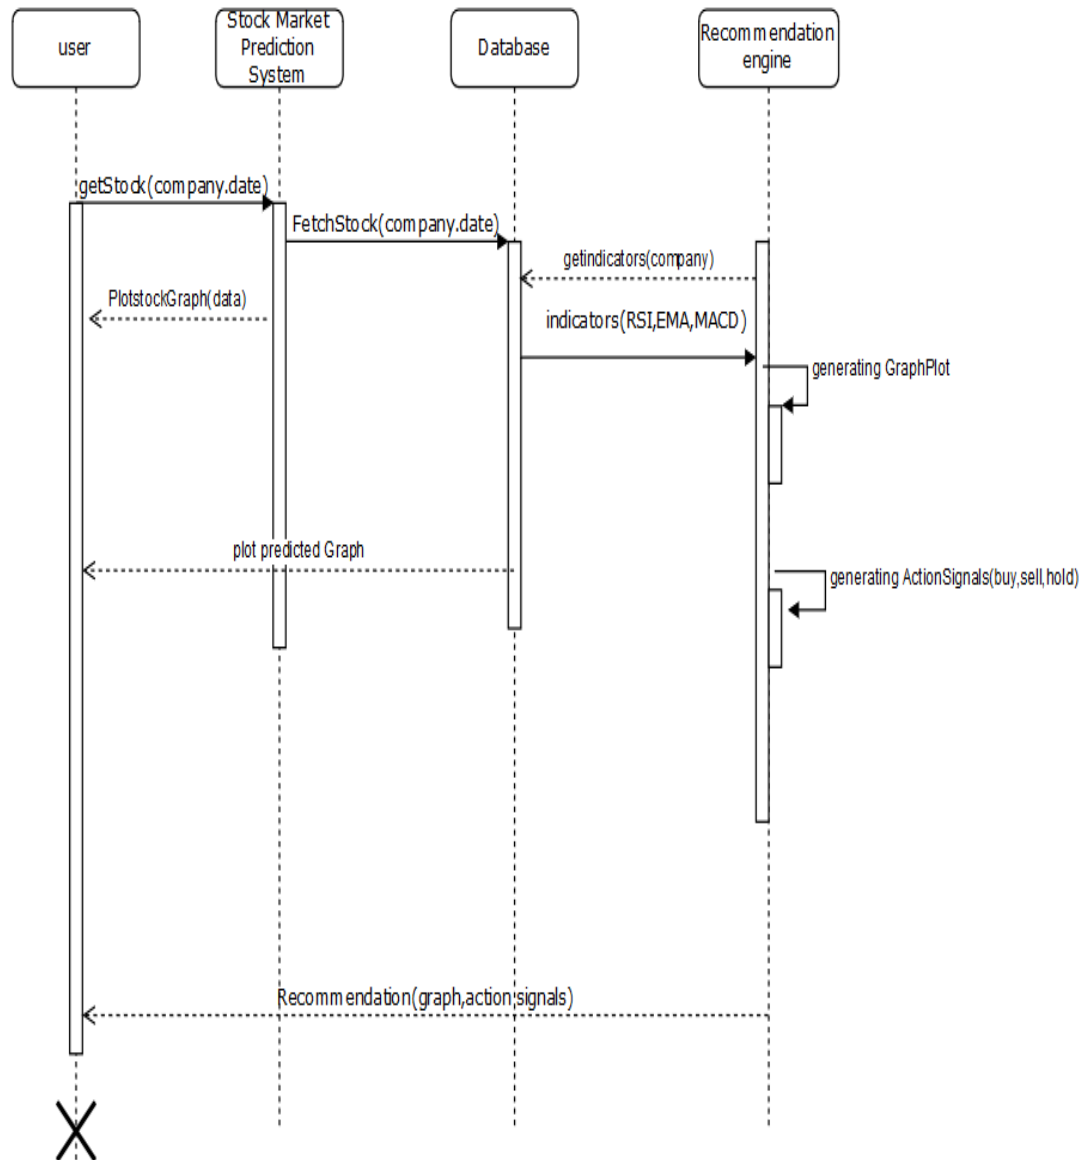 user
Stock Market
Prediction
System
Database
Recommendation
engine
getStock(company.date)
FetchStock(company.date)
getindicators(company)
PlotstockGraph(data)
indicators(RSI,EMA,MACD)
generating GraphPlot
plot predicted Graph
generating ActionSignals(buy,sell,hold)
Recommendation(graph,action signals)